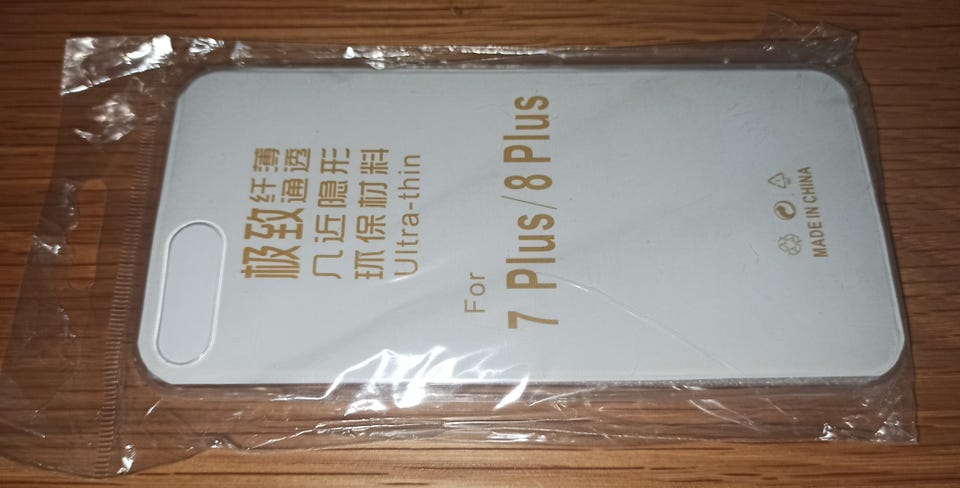 极致纤薄
通透
几近隐形
环保材料
Ultra-thin
For
7 Plus/8 Plus
MADE IN CHINA